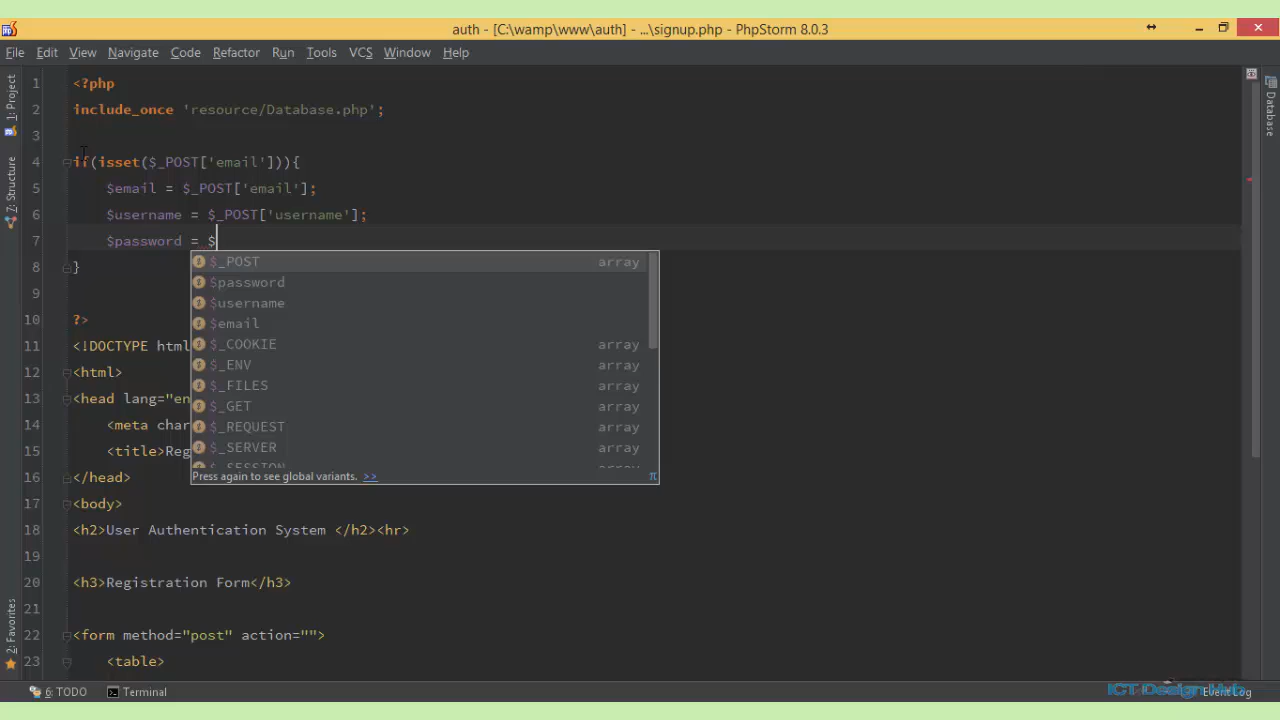 auth - [C:\wamp\www\auth] - ...\signup.php - PhpStorm 8.0.3
File Edit View Navigate Code Refactor Run Tools VCS Window Help
1: Project
7: Structure
2: Favorites
Database
1 <?php
2 include_once 'resource/Database.php';
3
4 if(isset($_POST['email'])){
5 $email = $_POST['email'];
6 $username = $_POST['username'];
7 $password = $
8 }
9
10 ?>
11 <!DOCTYPE html
12 <html>
13 <head lang="en
14 <meta char
15 <title>Reg
16 </head>
17 <body>
18 <h2>User Authentication System </h2><hr>
19
20 <h3>Registration Form</h3>
21
22 <form method="post" action="">
23 <table>
$_POST array
$password
$username
$email
$_COOKIE array
$_ENV array
$_FILES array
$_GET array
$_REQUEST array
$_SERVER array
$_SESSION array
Press again to see global variants. >> π
6: TODO Terminal Event Log
ICT Design Hub